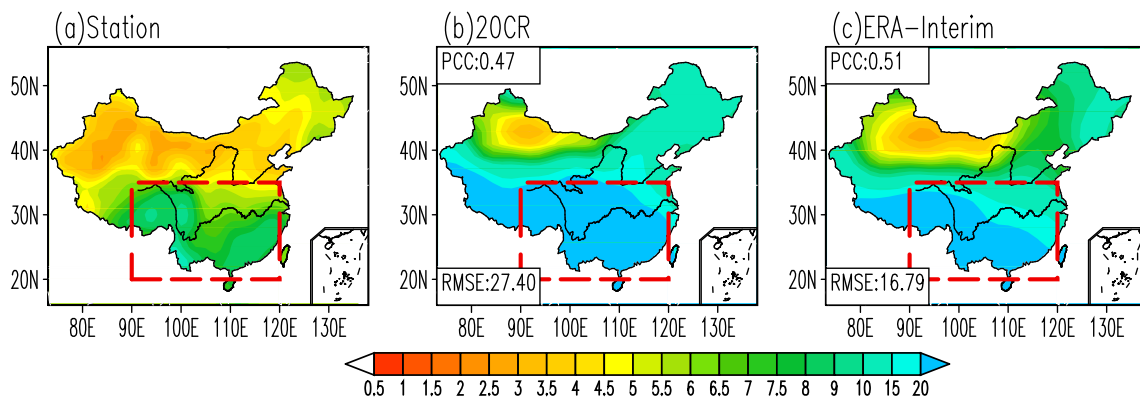 (a)Station
(b)20CR
(c)ERA-Interim
PCC:0.47
PCC:0.51
50N
50N
50N
40N
40N
40N
30N
30N
30N
20N
20N
20N
RMSE:27.40
RMSE:16.79
80E 90E 100E 110E 120E 130E
80E 90E 100E 110E 120E 130E
80E 90E 100E 110E 120E 130E
0.5 1 1.5 2 2.5 3 3.5 4 4.5 5 5.5 6 6.5 7 7.5 8 9 10 15 20